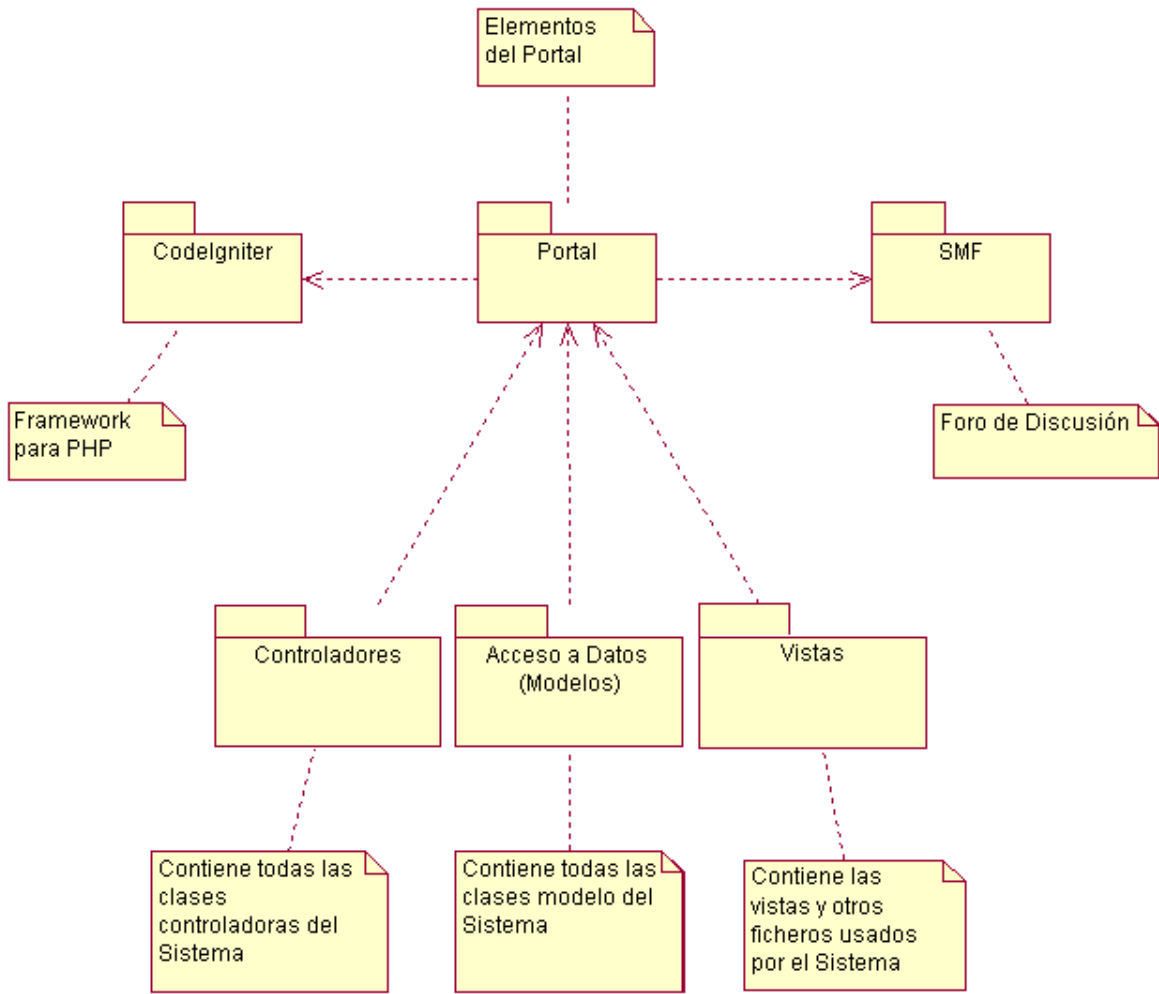 Elementos
del Portal
CodeIgniter
Portal
SMF
Framework
para PHP
Foro de Discusión
Controladores
Acceso a Datos
(Modelos)
Vistas
Contiene todas las
clases
controladoras del
Sistema
Contiene todas las
clases modelo del
Sistema
Contiene las
vistas y otros
ficheros usados
por el Sistema